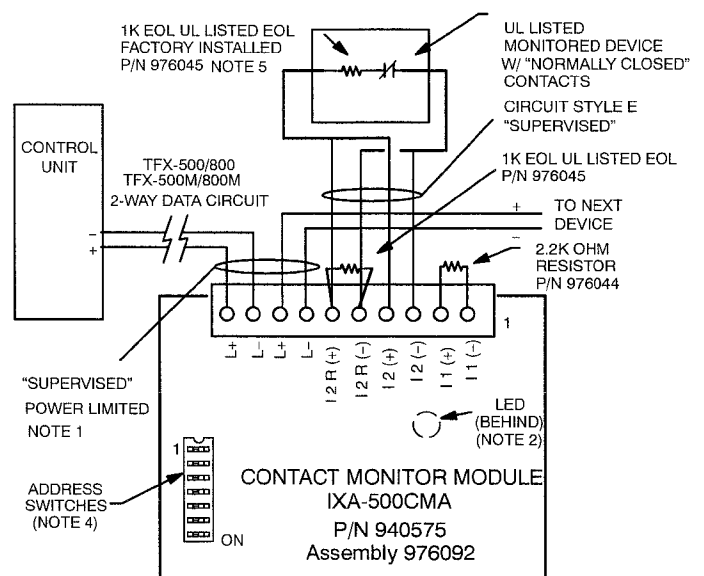 1K EOL UL LISTED EOL
FACTORY INSTALLED
P/N 976045 NOTE 5
UL LISTED
MONITORED DEVICE
W/ "NORMALLY CLOSED"
CONTACTS
CIRCUIT STYLE E
"SUPERVISED"
CONTROL
UNIT
TFX-500/800
TFX-500M/800M
2-WAY DATA CIRCUIT
1K EOL UL LISTED EOL
P/N 976045
–
+
+
TO NEXT
DEVICE
–
2.2K OHM
RESISTOR
P/N 976044
1
L+
L-
L+
L-
I 2 R (+)
I 2 R (-)
I 2 (+)
I 2 (-)
I 1 (+)
I 1 (-)
"SUPERVISED"
POWER LIMITED
NOTE 1
LED
(BEHIND)
(NOTE 2)
1
ADDRESS
SWITCHES
(NOTE 4)
ON
CONTACT MONITOR MODULE
IXA-500CMA
P/N 940575
Assembly 976092